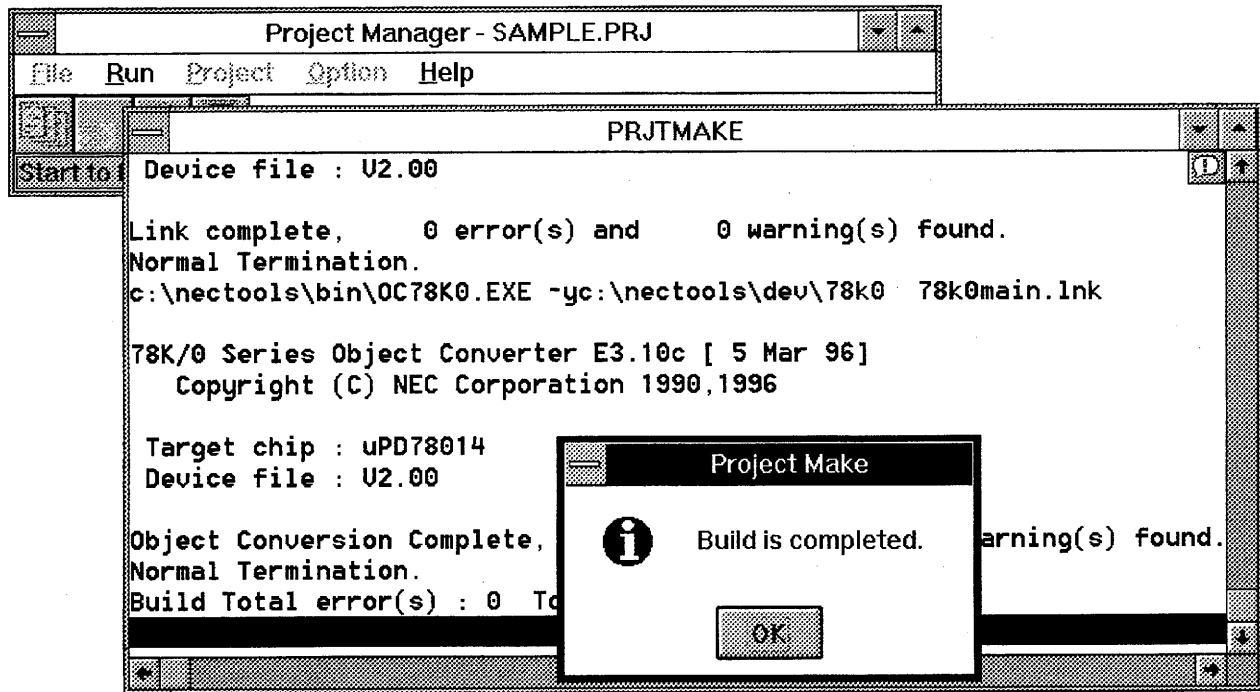 Project Manager - SAMPLE.PRJ
File Run Project Option Help
PRJTMAKE
Start to
Device file : V2.00
Link complete, 0 error(s) and 0 warning(s) found.
Normal Termination.
c:\nectools\bin\OC78K0.EXE -yc:\nectools\dev\78k0 78k0main.lnk
78K/0 Series Object Converter E3.10c [ 5 Mar 96]
Copyright (C) NEC Corporation 1990,1996
Target chip : uPD78014
Device file : V2.00
Object Conversion Complete, arning(s) found.
Normal Termination.
Build Total error(s) : 0
Project Make
Build is completed.
OK